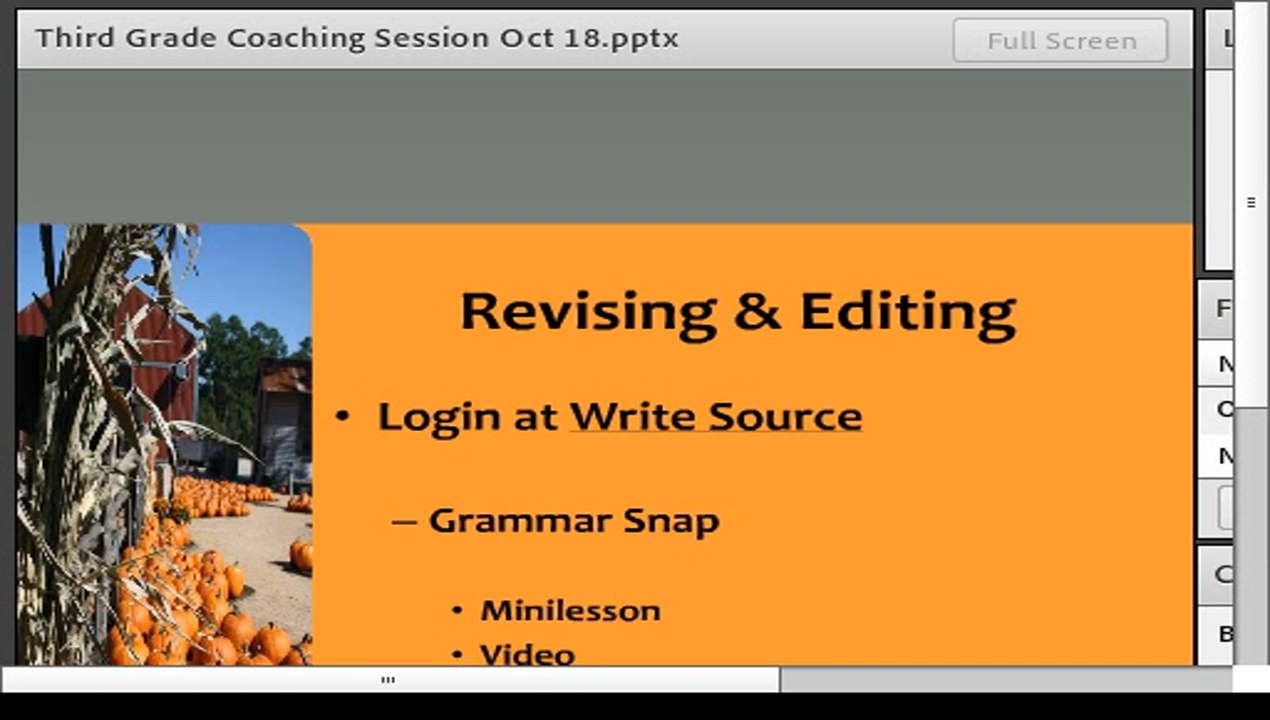 Third Grade Coaching Session Oct 18.pptx
Full Screen
Revising & Editing
• Login at Write Source
– Grammar Snap
• Minilesson
• Video